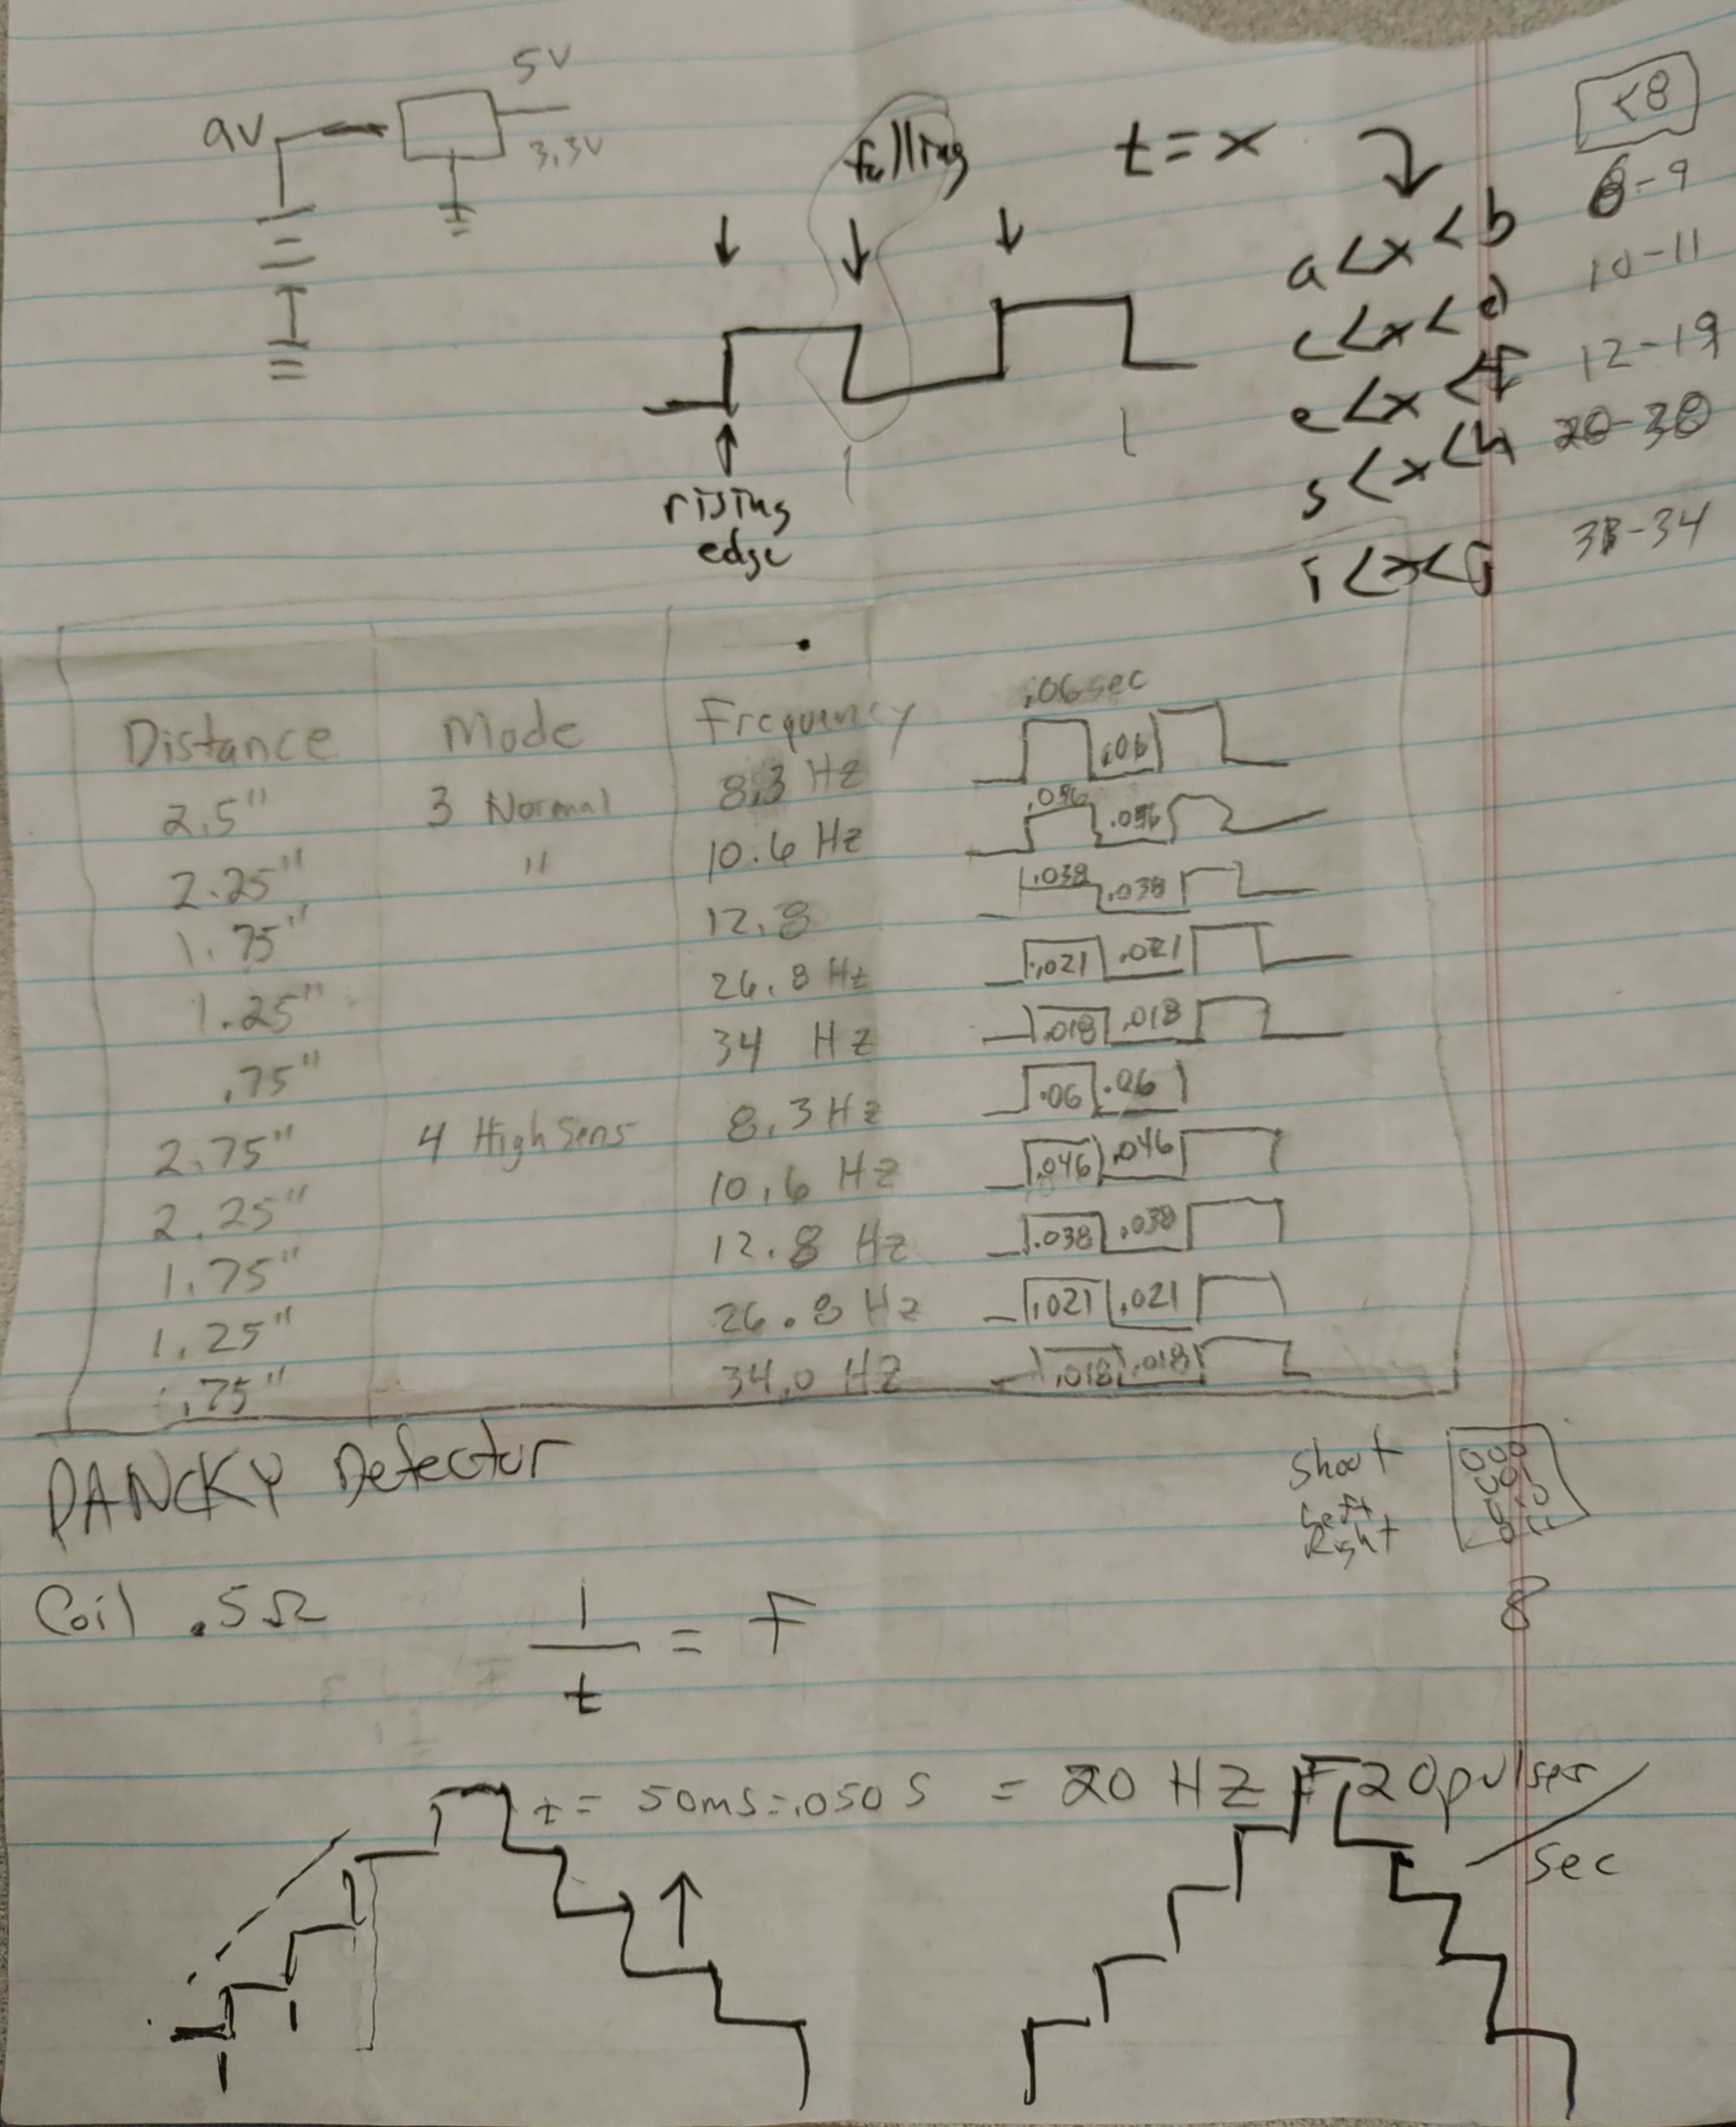 5V
9V
3.3V
falling
t = x
<8
8-9
a<x<b
10-11
c<x<d
12-19
e<x<f
20-30
g<x<h
31-34
i<x<j
rising
edge
Distance Mode Frequency .06sec
2.5" 3 Normal 8.3 Hz .06
2.25" " 10.6 Hz .046 .046
1.75" 12.8 .038 .038
1.25" 26.8 Hz .021 .021
.75" 34 Hz .018 .018
2.75" 4 High Sens 8.3 Hz .06 .06
2.25" 10.6 Hz .046 .046
1.75" 12.8 Hz .038 .038
1.25" 26.8 Hz .021 .021
.75" 34.0 Hz .018 .018
PANCKY Detector
Shoot 000
Left 001
Right 010
011
Coil .5Ω
8
1
— = F
t
t = 50ms = .050 S = 20 HZ F 20 pulses
/
sec